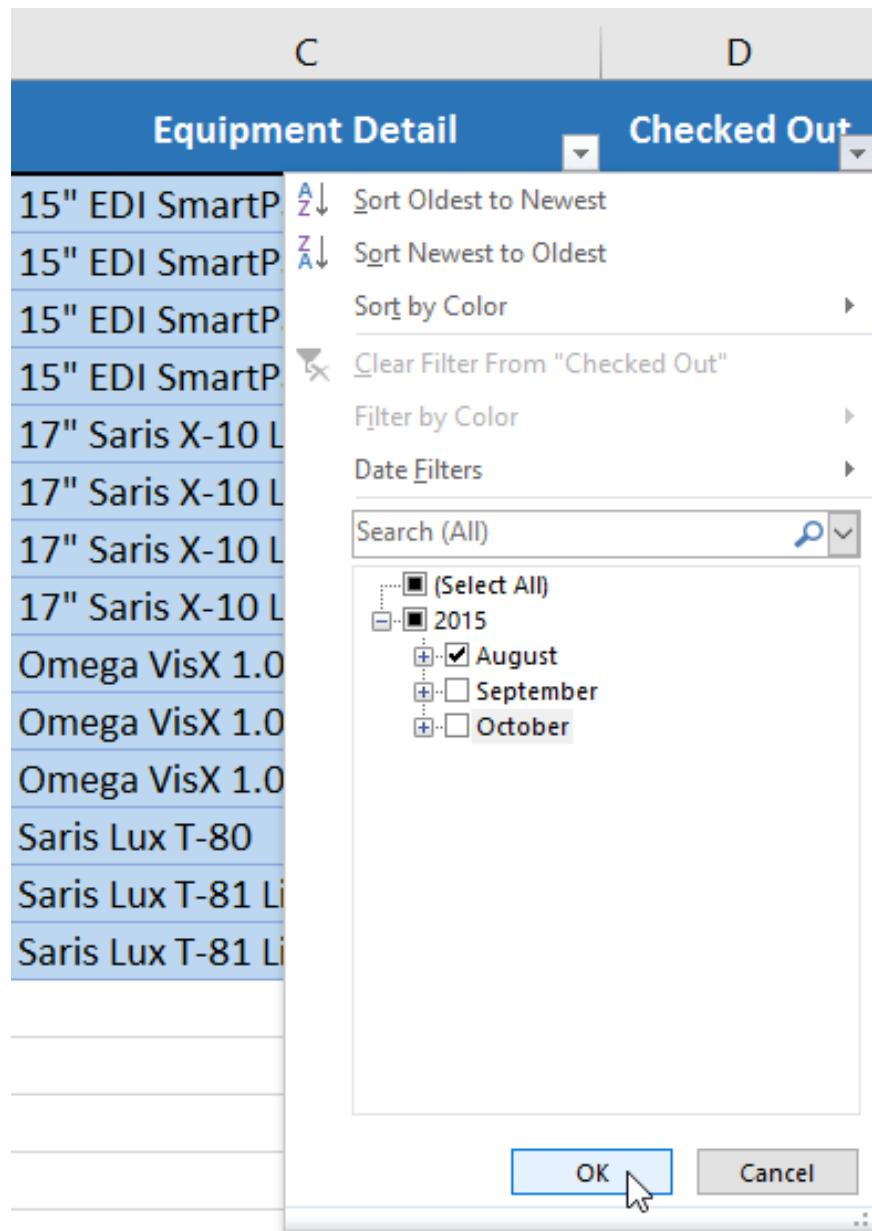 C D
Equipment Detail Checked Out
15" EDI SmartP
15" EDI SmartP
15" EDI SmartP
15" EDI SmartP
17" Saris X-10 L
17" Saris X-10 L
17" Saris X-10 L
17" Saris X-10 L
Omega VisX 1.0
Omega VisX 1.0
Omega VisX 1.0
Saris Lux T-80
Saris Lux T-81 Li
Saris Lux T-81 Li
Sort Oldest to Newest
Sort Newest to Oldest
Sort by Color
Clear Filter From "Checked Out"
Filter by Color
Date Filters
Search (All)
(Select All)
2015
August
September
October
OK Cancel